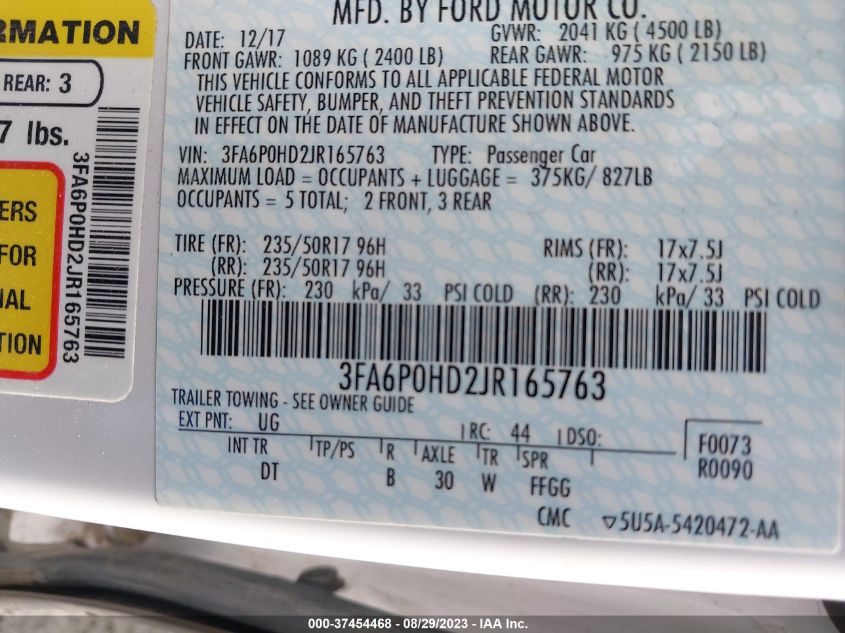 RMATION
REAR: 3
7 lbs.
3FA6P0HD2JR165763
ERS
FOR
NAL
TION
MFD. BY FORD MOTOR CO.
DATE: 12/17 GVWR: 2041 KG ( 4500 LB)
FRONT GAWR: 1089 KG ( 2400 LB) REAR GAWR: 975 KG ( 2150 LB)
THIS VEHICLE CONFORMS TO ALL APPLICABLE FEDERAL MOTOR
VEHICLE SAFETY, BUMPER, AND THEFT PREVENTION STANDARDS
IN EFFECT ON THE DATE OF MANUFACTURE SHOWN ABOVE.
VIN: 3FA6P0HD2JR165763 TYPE: Passenger Car
MAXIMUM LOAD = OCCUPANTS + LUGGAGE = 375KG/ 827LB
OCCUPANTS = 5 TOTAL; 2 FRONT, 3 REAR
TIRE (FR): 235/50R17 96H RIMS (FR): 17x7.5J
(RR): 235/50R17 96H (RR): 17x7.5J
PRESSURE (FR): 230 kPa/ 33 PSI COLD (RR): 230 kPa/ 33 PSI COLD
3FA6P0HD2JR165763
TRAILER TOWING - SEE OWNER GUIDE
EXT PNT: UG RC: 44 DSO:
INT TR TP/PS R AXLE TR SPR
DT B 30 W FFGG
F0073
R0090
CMC ▽5U5A-5420472-AA
000-37454468 - 08/29/2023 - IAA Inc.